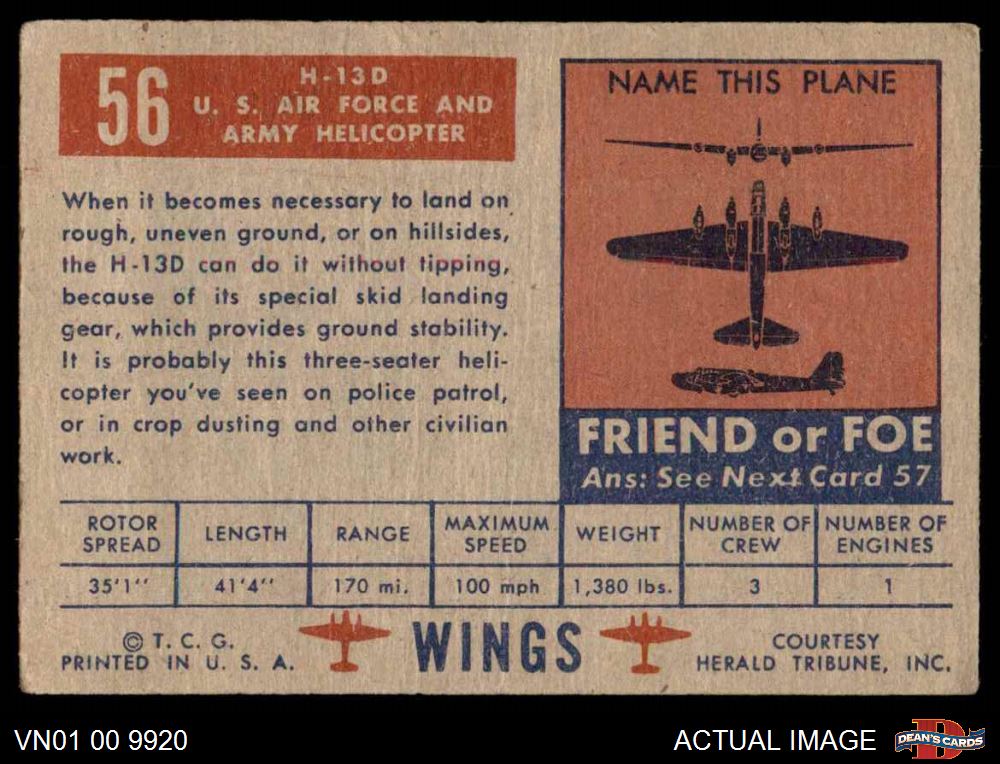 56
H-13D
U. S. AIR FORCE AND
ARMY HELICOPTER
When it becomes necessary to land on
rough, uneven ground, or on hillsides,
the H-13D can do it without tipping,
because of its special skid landing
gear, which provides ground stability.
It is probably this three-seater heli-
copter you've seen on police patrol,
or in crop dusting and other civilian
work.
NAME THIS PLANE
FRIEND or FOE
Ans: See Next Card 57
ROTOR SPREAD LENGTH RANGE MAXIMUM SPEED WEIGHT NUMBER OF CREW NUMBER OF ENGINES
35'1'' 41'4'' 170 mi. 100 mph 1,380 lbs. 3 1
© T. C. G.
PRINTED IN U. S. A.
WINGS
COURTESY
HERALD TRIBUNE, INC.
VN01 00 9920
ACTUAL IMAGE
D
DEAN'S CARDS